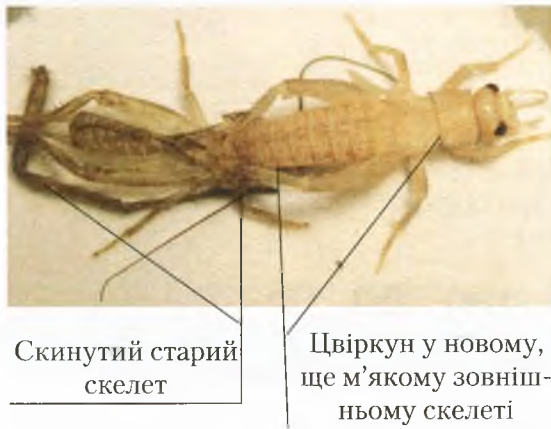 Скинутий старий
скелет
Цвіркун у новому,
ще м'якому зовніш-
ньому скелеті